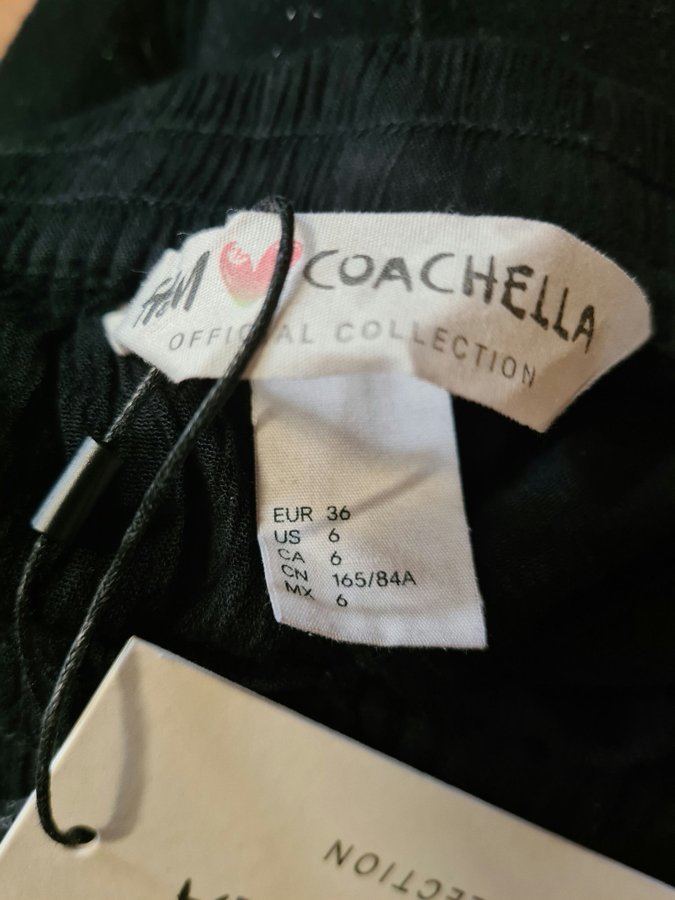 H&M COACHELLA
OFFICIAL COLLECTION
EUR 36
US 6
CA 6
CN 165/84A
MX 6